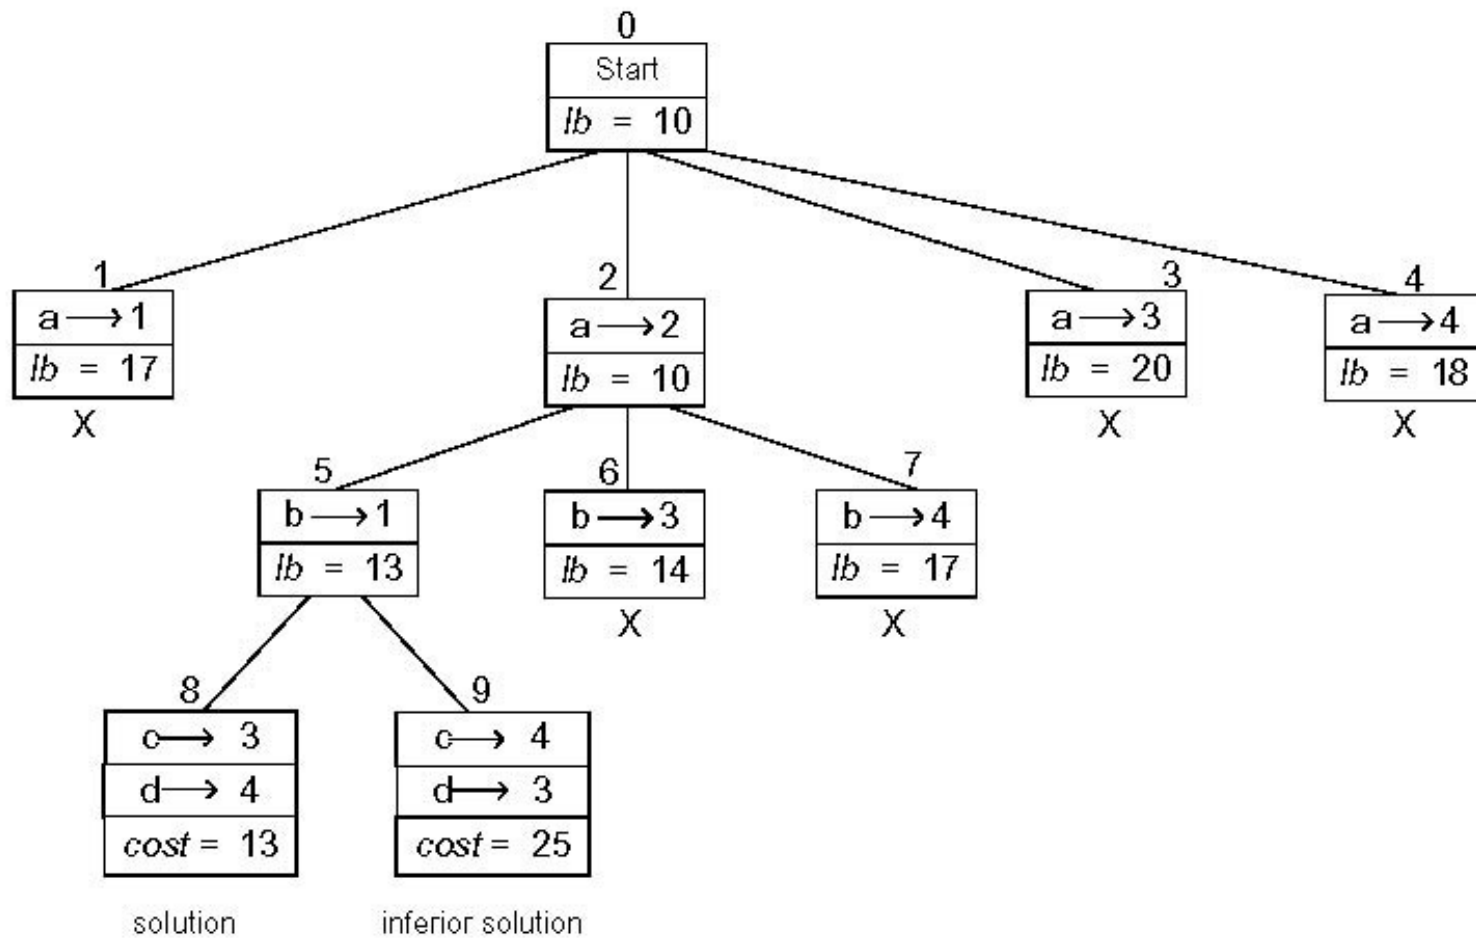 0
Start
lb = 10
1
2
3
4
a → 1
lb = 17
X
a → 2
lb = 10
a → 3
lb = 20
X
a → 4
lb = 18
X
5
6
7
b → 1
lb = 13
b → 3
lb = 14
X
b → 4
lb = 17
X
8
9
c → 3
d → 4
cost = 13
solution
c → 4
d → 3
cost = 25
inferior solution